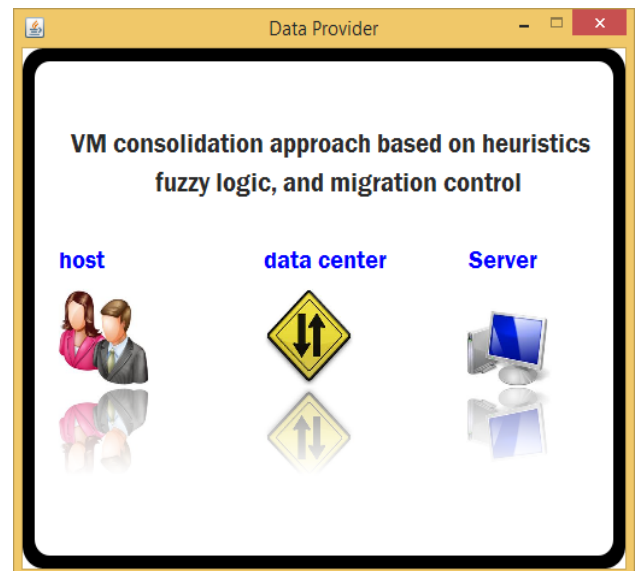 Data Provider
VM consolidation approach based on heuristics
fuzzy logic, and migration control
host data center Server